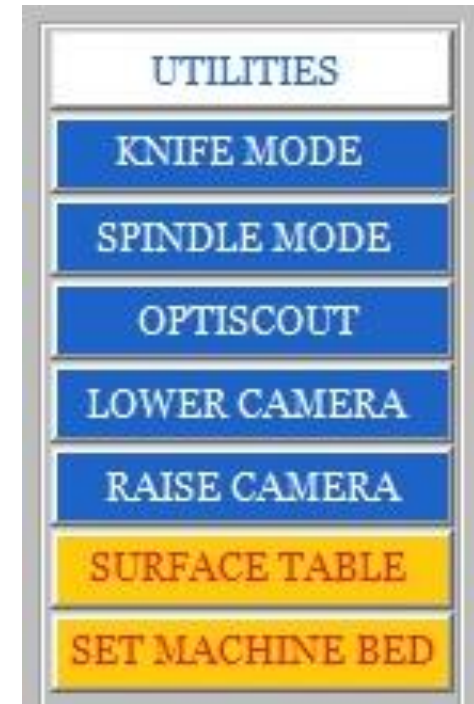 UTILITIES
KNIFE MODE
SPINDLE MODE
OPTISCOUT
LOWER CAMERA
RAISE CAMERA
SURFACE TABLE
SET MACHINE BED